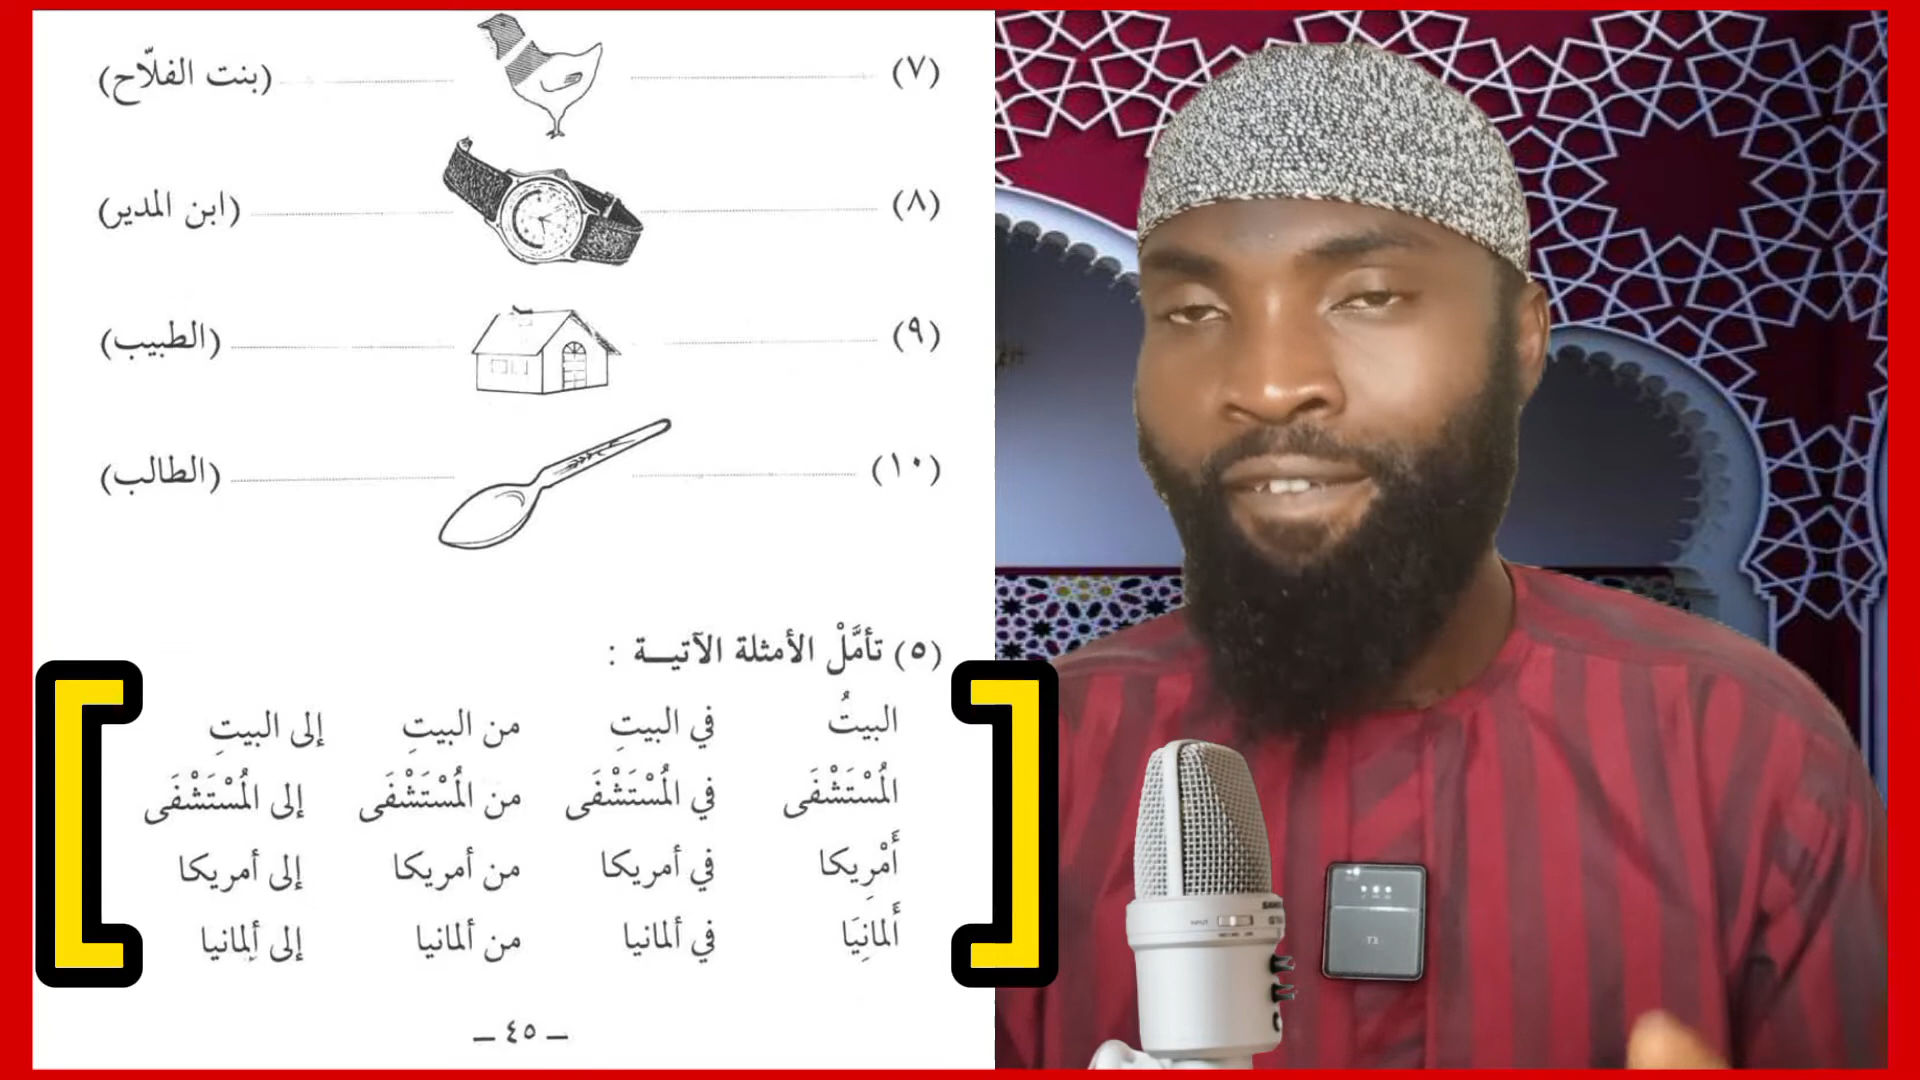 (٧) (بنت الفلّاح)
(٨) (ابن المدير)
(٩) (الطبيب)
(١٠) (الطالب)
(٥) تأمَّلْ الأمثلة الآتيـــة :
البيتُ في البيتِ من البيتِ إلى البيتِ
المُسْتَشْفَى في المُسْتَشْفَى من المُسْتَشْفَى إلى المُسْتَشْفَى
أَمْرِيكا في أمريكا من أمريكا إلى أمريكا
أَلمانِيَا في ألمانيا من ألمانيا إلى ألمانيا
— ٤٥ —